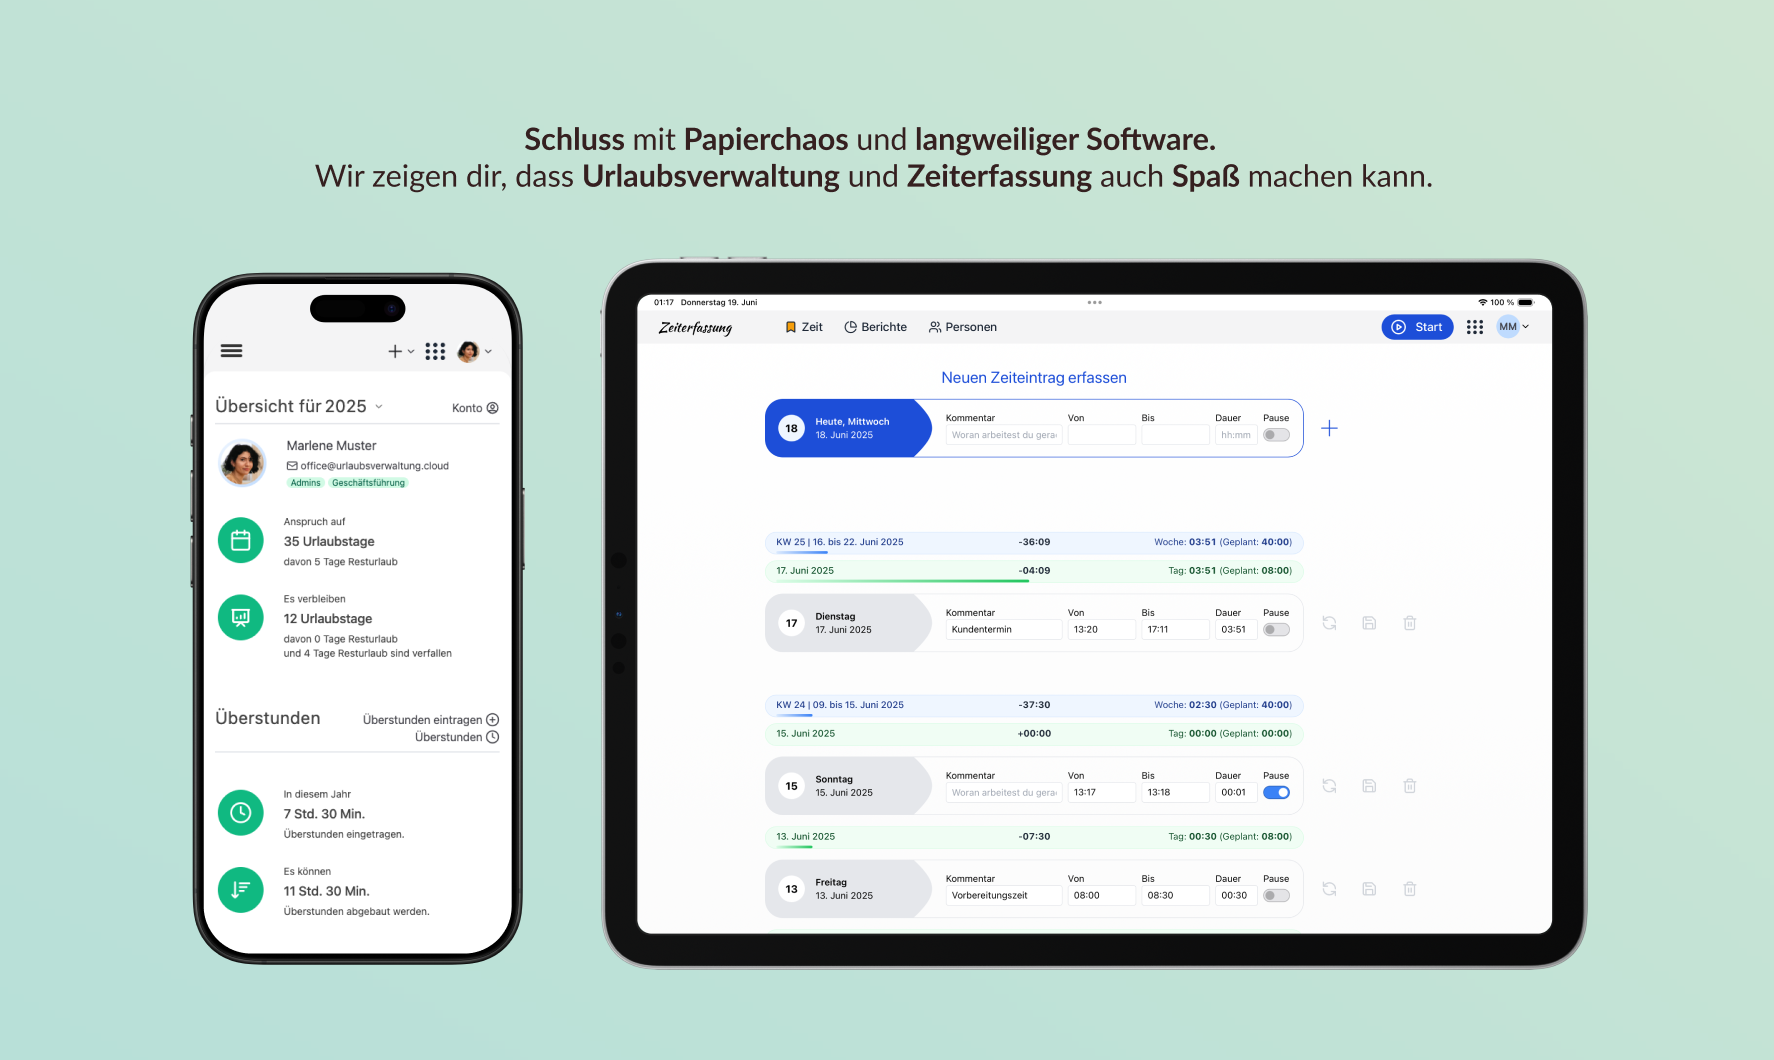 Schluss mit Papierchaos und langweiliger Software.
Wir zeigen dir, dass Urlaubsverwaltung und Zeiterfassung auch Spaß machen kann.
Übersicht für 2025
Konto
Marlene Muster
office@urlaubsverwaltung.cloud
Admins Geschäftsführung
Anspruch auf
35 Urlaubstage
davon 5 Tage Resturlaub
Es verbleiben
12 Urlaubstage
davon 0 Tage Resturlaub
und 4 Tage Resturlaub sind verfallen
Überstunden
Überstunden eintragen
Überstunden
In diesem Jahr
7 Std. 30 Min.
Überstunden eingetragen.
Es können
11 Std. 30 Min.
Überstunden abgebaut werden.
01:17 Donnerstag 19. Juni 100 %
Zeiterfassung Zeit Berichte Personen Start MM
Neuen Zeiteintrag erfassen
18
Heute, Mittwoch
18. Juni 2025
Kommentar Von Bis Dauer Pause
Woran arbeitest du gera hh:mm
KW 25 | 16. bis 22. Juni 2025 -36:09 Woche: 03:51 (Geplant: 40:00)
17. Juni 2025 -04:09 Tag: 03:51 (Geplant: 08:00)
17
Dienstag
17. Juni 2025
Kommentar Von Bis Dauer Pause
Kundentermin 13:20 17:11 03:51
KW 24 | 09. bis 15. Juni 2025 -37:30 Woche: 02:30 (Geplant: 40:00)
15. Juni 2025 +00:00 Tag: 00:00 (Geplant: 00:00)
15
Sonntag
15. Juni 2025
Kommentar Von Bis Dauer Pause
Woran arbeitest du gera 13:17 13:18 00:01
13. Juni 2025 -07:30 Tag: 00:30 (Geplant: 08:00)
13
Freitag
13. Juni 2025
Kommentar Von Bis Dauer Pause
Vorbereitungszeit 08:00 08:30 00:30